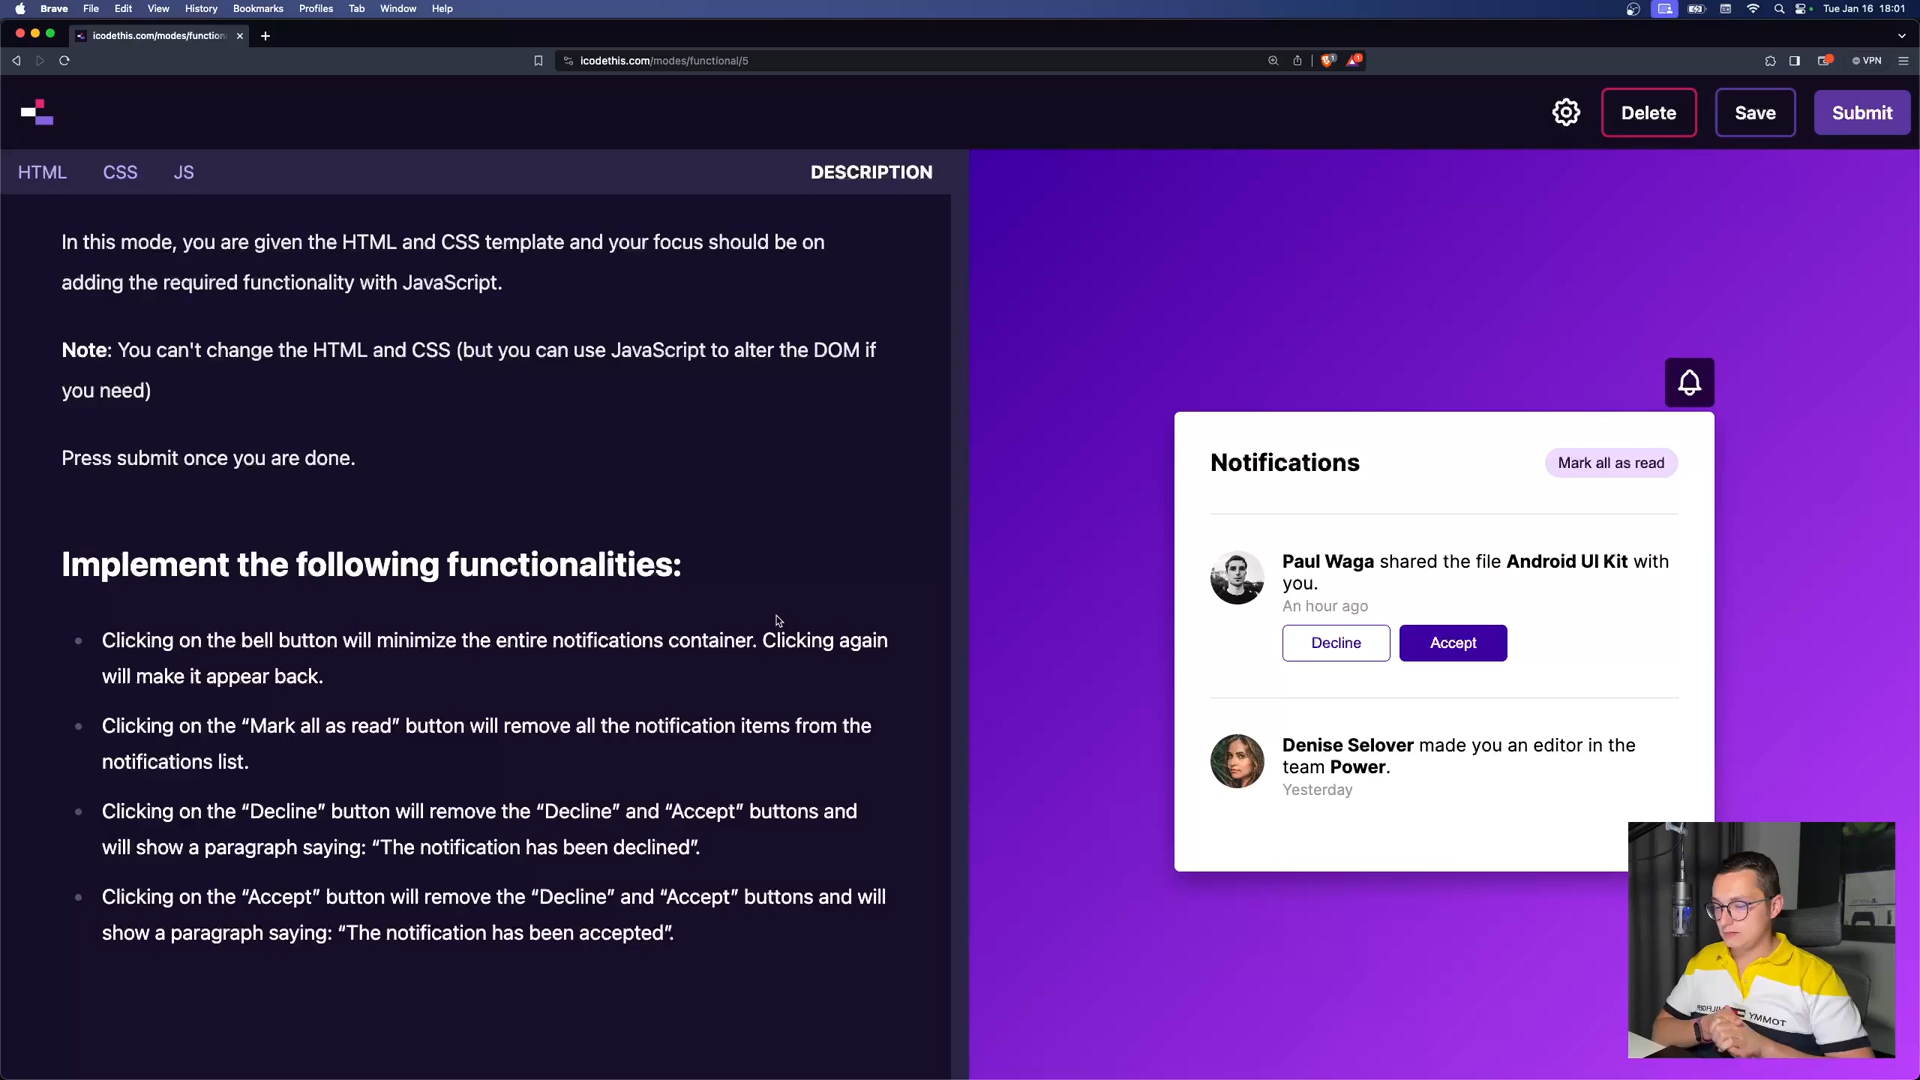 Brave File Edit View History Bookmarks Profiles Tab Window Help
Tue Jan 16 18:01
icodethis.com/modes/function
icodethis.com/modes/functional/5
VPN
Delete
Save
Submit
HTML CSS JS
DESCRIPTION
In this mode, you are given the HTML and CSS template and your focus should be on
adding the required functionality with JavaScript.
Note: You can't change the HTML and CSS (but you can use JavaScript to alter the DOM if
you need)
Press submit once you are done.
Implement the following functionalities:
Clicking on the bell button will minimize the entire notifications container. Clicking again
will make it appear back.
Clicking on the “Mark all as read” button will remove all the notification items from the
notifications list.
Clicking on the “Decline” button will remove the “Decline” and “Accept” buttons and
will show a paragraph saying: “The notification has been declined”.
Clicking on the “Accept” button will remove the “Decline” and “Accept” buttons and will
show a paragraph saying: “The notification has been accepted”.
Notifications
Mark all as read
Paul Waga shared the file Android UI Kit with
you.
An hour ago
Decline
Accept
Denise Selover made you an editor in the
team Power.
Yesterday
TOMMY